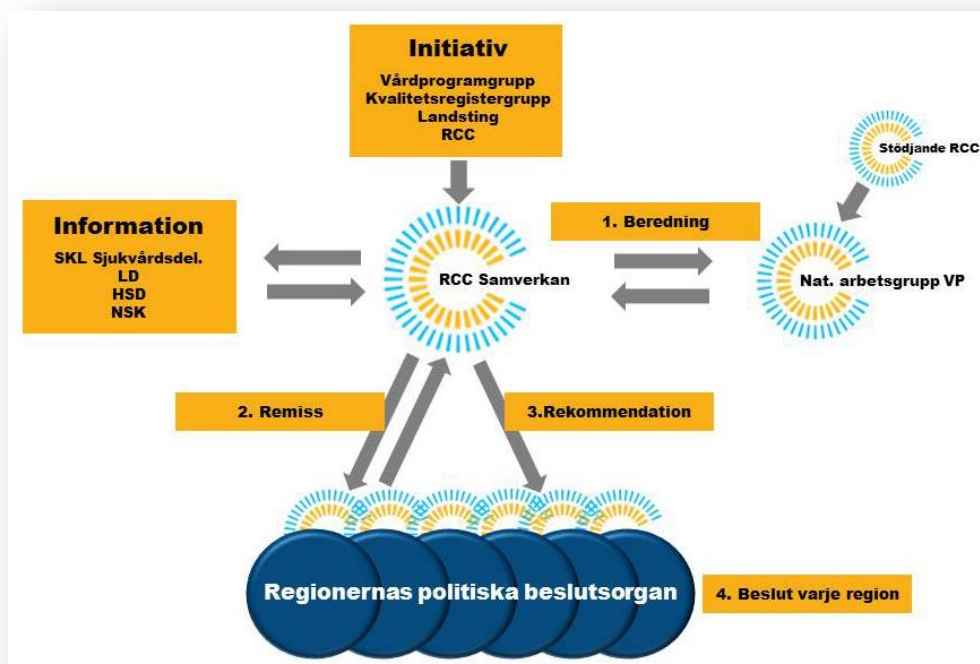 Initiativ
Vårdprogramgrupp
Kvalitetsregistergrupp
Landsting
RCC
Stödjande RCC
Information
SKL Sjukvårdsdel.
LD
HSD
NSK
1. Beredning
RCC Samverkan
Nat. arbetsgrupp VP
2. Remiss
3.Rekommendation
Regionernas politiska beslutsorgan
4. Beslut varje region